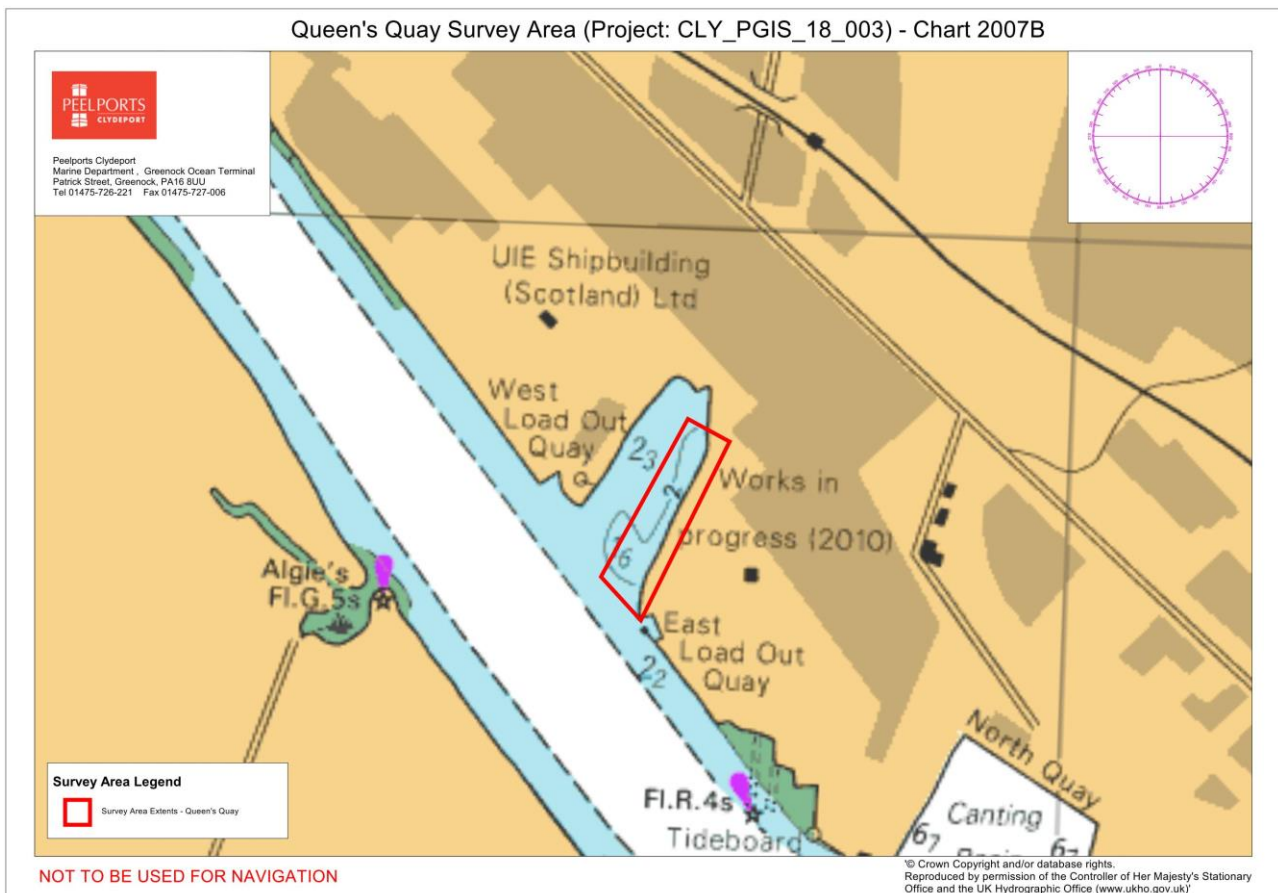 Queen's Quay Survey Area (Project: CLY_PGIS_18_003) - Chart 2007B
PEELPORTS
CLYDEPORT
Peelports Clydeport
Marine Department , Greenock Ocean Terminal
Patrick Street, Greenock, PA16 8UU
Tel 01475-726-221 Fax 01475-727-006
UIE Shipbuilding
(Scotland) Ltd
West
Load Out
Quay
23
2
16
Works in
progress (2010)
Algie's
Fl.G.5s
East
Load Out
Quay
22
North Quay
Fl.R.4s
Tideboard
Canting
67
67
Survey Area Legend
Survey Area Extents - Queen's Quay
NOT TO BE USED FOR NAVIGATION
'© Crown Copyright and/or database rights.
Reproduced by permission of the Controller of Her Majesty's Stationary
Office and the UK Hydrographic Office (www.ukho.gov.uk)'